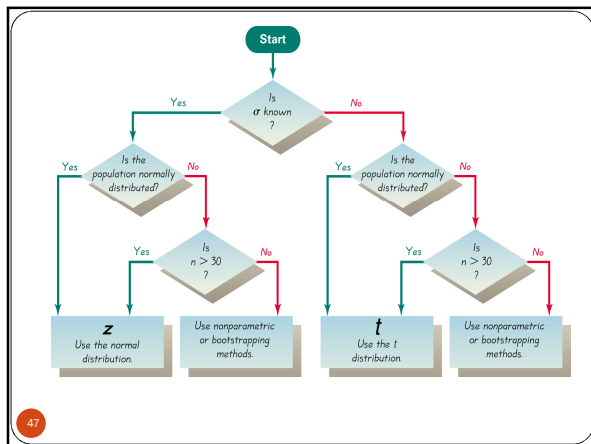 Start
Is
σ known
?
Yes
No
Is the
population normally
distributed?
Yes
No
Is
n > 30
?
Yes
No
z
Use the normal
distribution.
Use nonparametric
or bootstrapping
methods.
Is the
population normally
distributed?
Yes
No
Is
n > 30
?
Yes
No
t
Use the t
distribution.
Use nonparametric
or bootstrapping
methods.
47